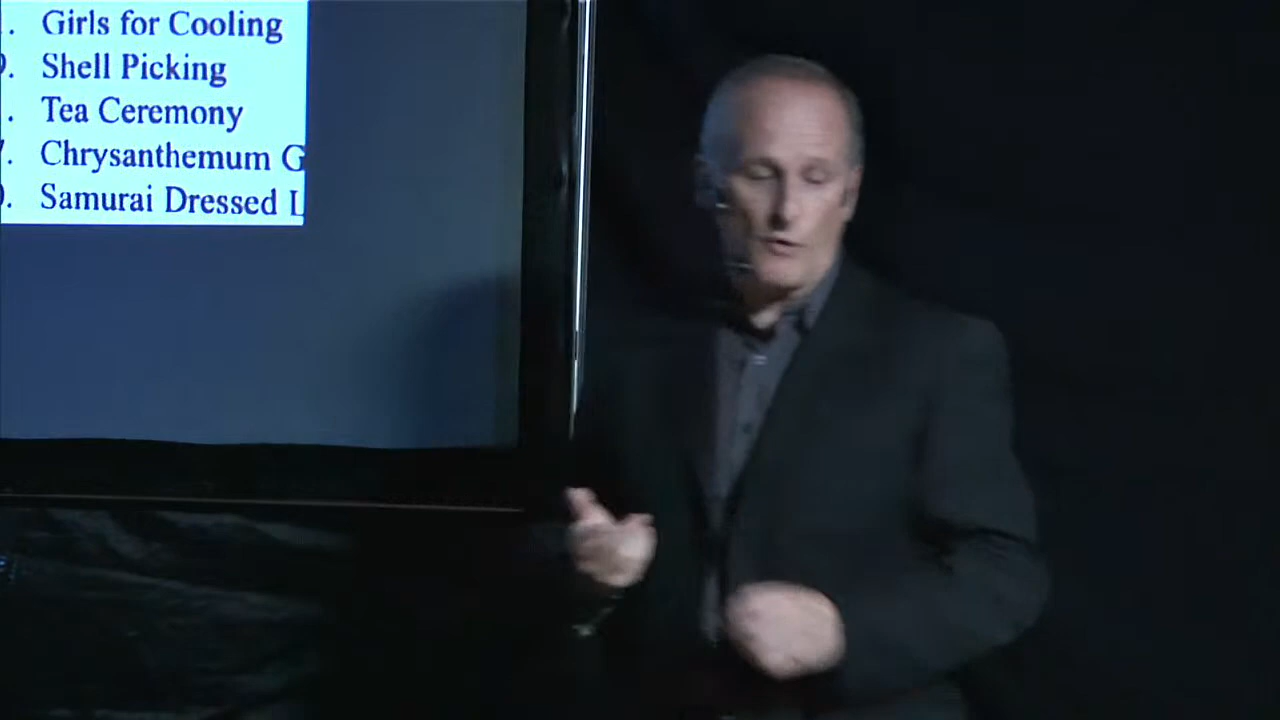 . Girls for Cooling
. Shell Picking
. Tea Ceremony
. Chrysanthemum G
. Samurai Dressed L